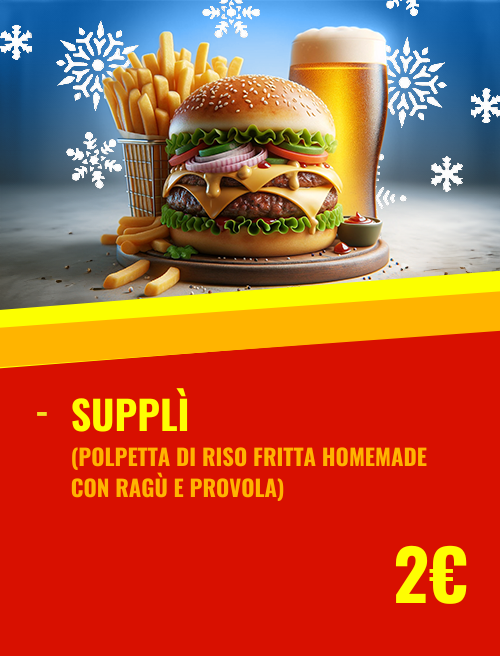 - SUPPLÌ
(POLPETTA DI RISO FRITTA HOMEMADE
CON RAGÙ E PROVOLA)
2€